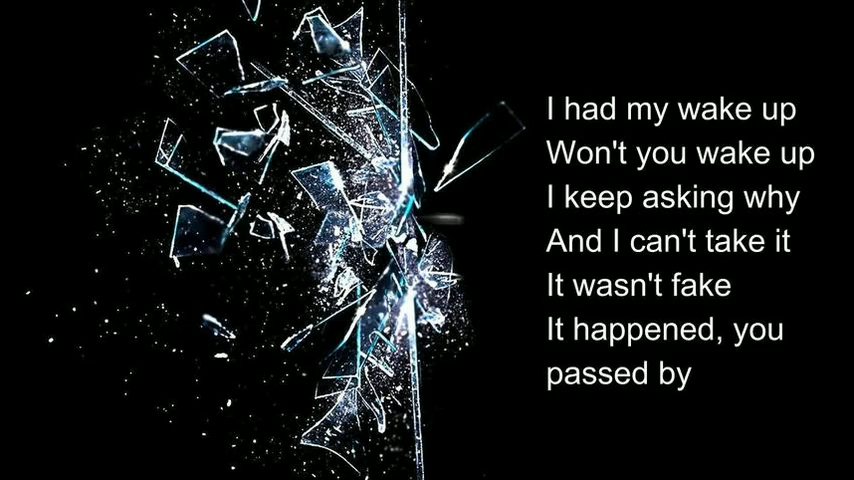 I had my wake up
Won't you wake up
I keep asking why
And I can't take it
It wasn't fake
It happened, you
passed by